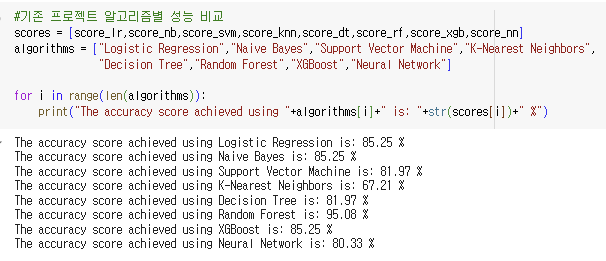 #기존 프로젝트 알고리즘별 성능 비교
scores = [score_lr,score_nb,score_svm,score_knn,score_dt,score_rf,score_xgb,score_nn]
algorithms = ["Logistic Regression","Naive Bayes","Support Vector Machine","K-Nearest Neighbors",
"Decision Tree","Random Forest","XGBoost","Neural Network"]
for i in range(len(algorithms)):
print("The accuracy score achieved using "+algorithms[i]+" is: "+str(scores[i])+" %")
The accuracy score achieved using Logistic Regression is: 85.25 %
The accuracy score achieved using Naive Bayes is: 85.25 %
The accuracy score achieved using Support Vector Machine is: 81.97 %
The accuracy score achieved using K-Nearest Neighbors is: 67.21 %
The accuracy score achieved using Decision Tree is: 81.97 %
The accuracy score achieved using Random Forest is: 95.08 %
The accuracy score achieved using XGBoost is: 85.25 %
The accuracy score achieved using Neural Network is: 80.33 %